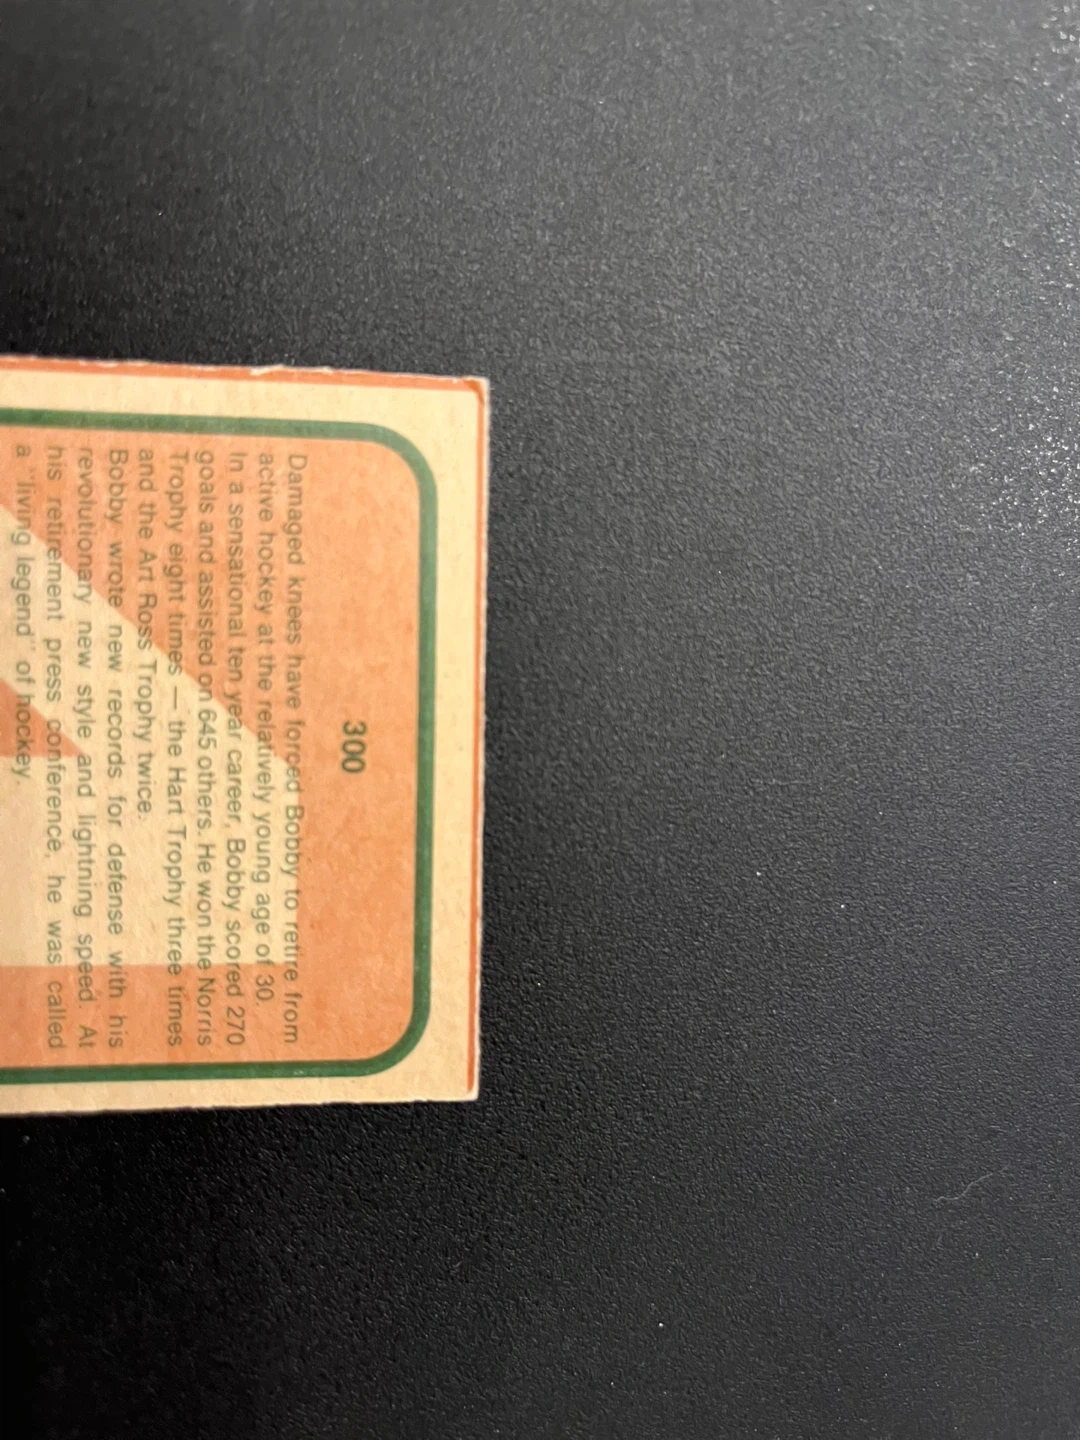 300
Damaged knees have forced Bobby to retire from
active hockey at the relatively young age of 30.
In a sensational ten year career, Bobby scored 270
goals and assisted on 645 others. He won the Norris
Trophy eight times — the Hart Trophy three times
and the Art Ross Trophy twice.
Bobby wrote new records for defense with his
revolutionary new style and lightning speed. At
his retirement press conference, he was called
a "living legend" of hockey.